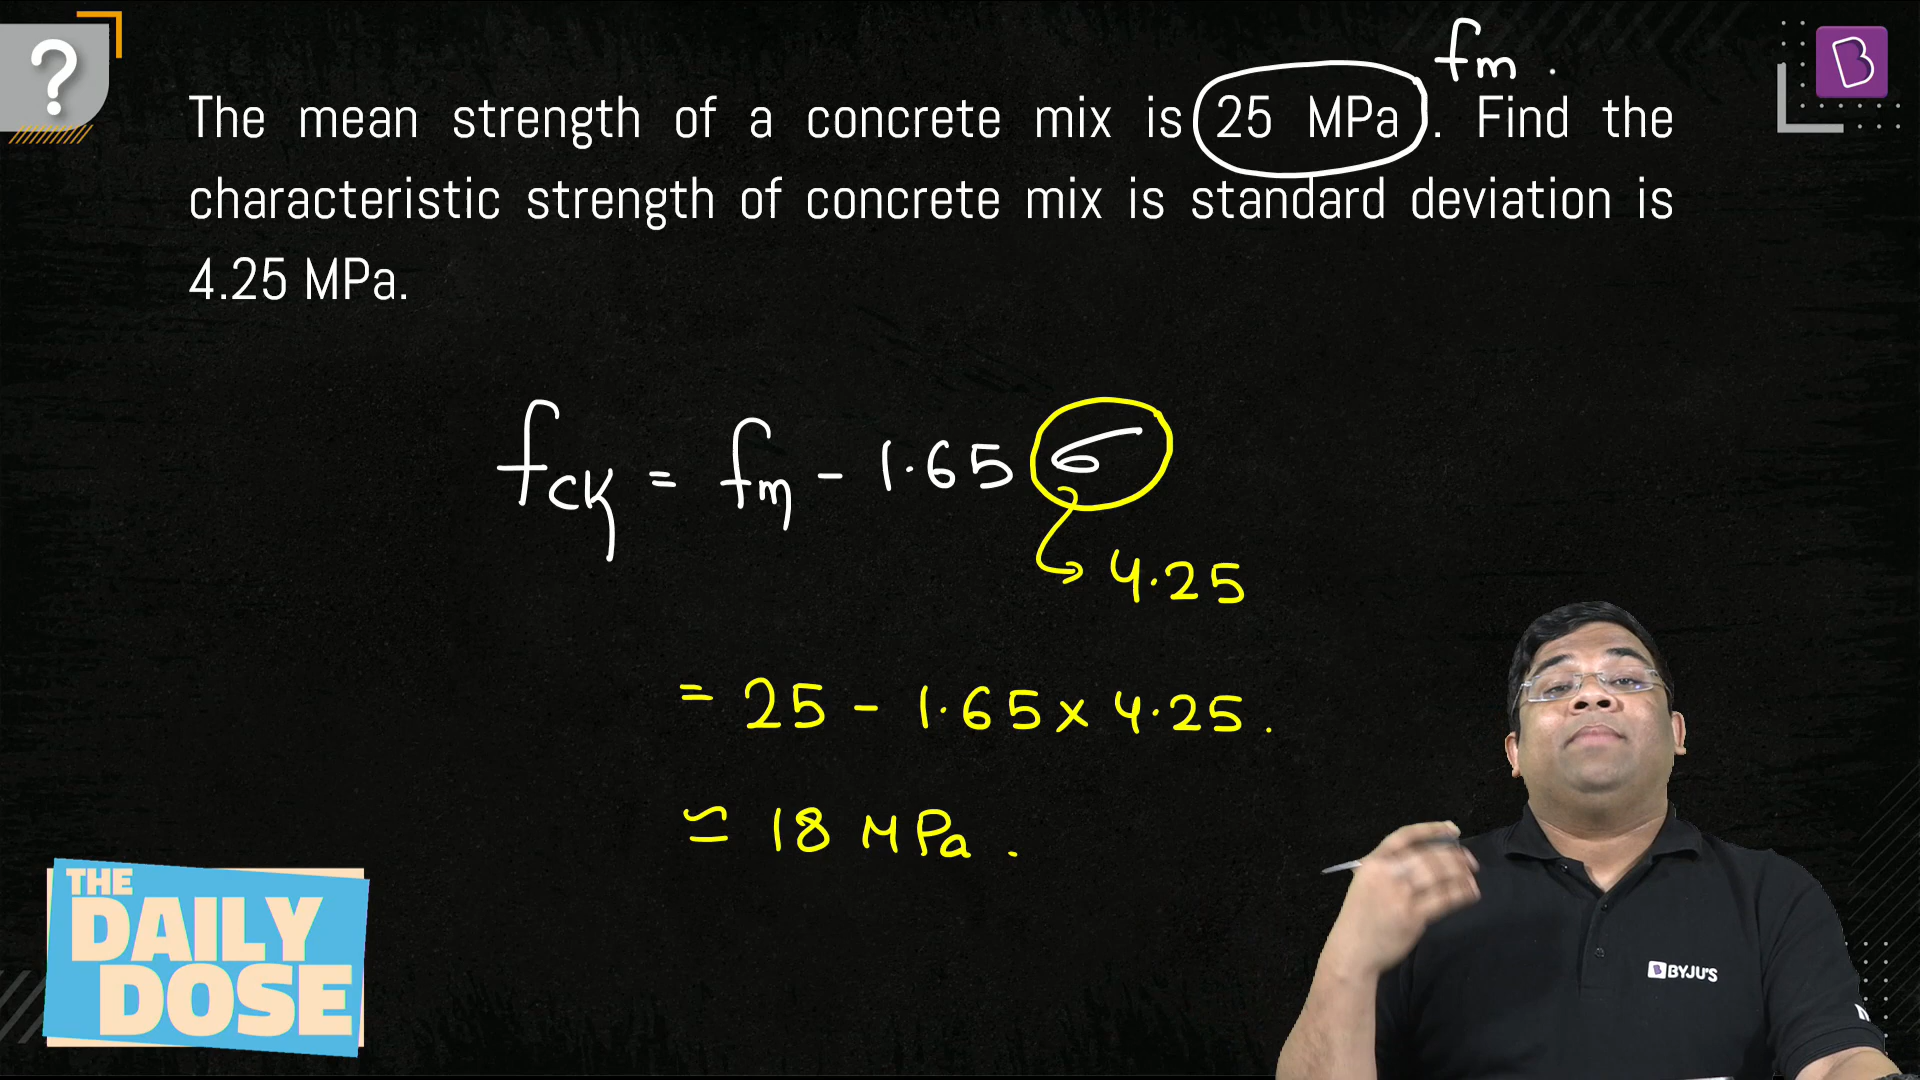 ?
fm .
The mean strength of a concrete mix is 25 MPa. Find the
characteristic strength of concrete mix is standard deviation is
4.25 MPa.
fck = fm - 1.65 σ
4.25
= 25 - 1.65 x 4.25 .
≃ 18 MPa .
THE
DAILY
DOSE
BYJU'S